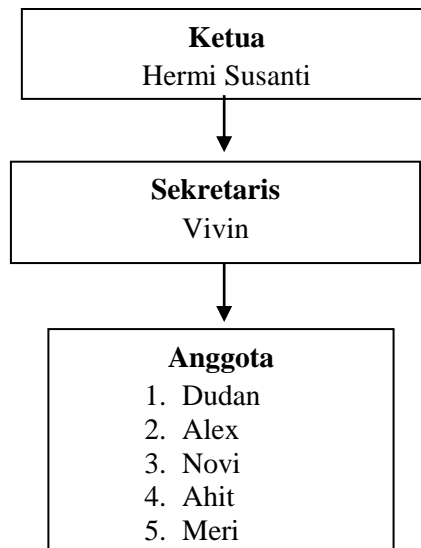 Ketua
Hermi Susanti
Sekretaris
Vivin
Anggota
1. Dudan
2. Alex
3. Novi
4. Ahit
5. Meri